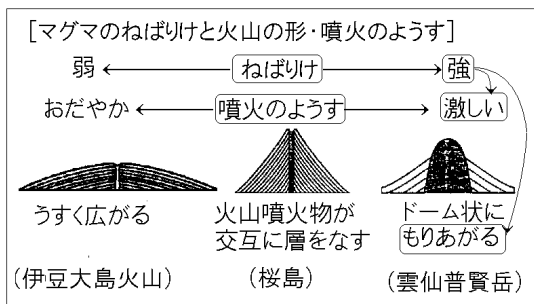 [マグマのねばりけと火山の形・噴火のようす]
弱 ねばりけ 強
おだやか 噴火のようす 激しい
うすく広がる 火山噴火物が ドーム状に
交互に層をなす もりあがる
(伊豆大島火山) (桜島) (雲仙普賢岳)